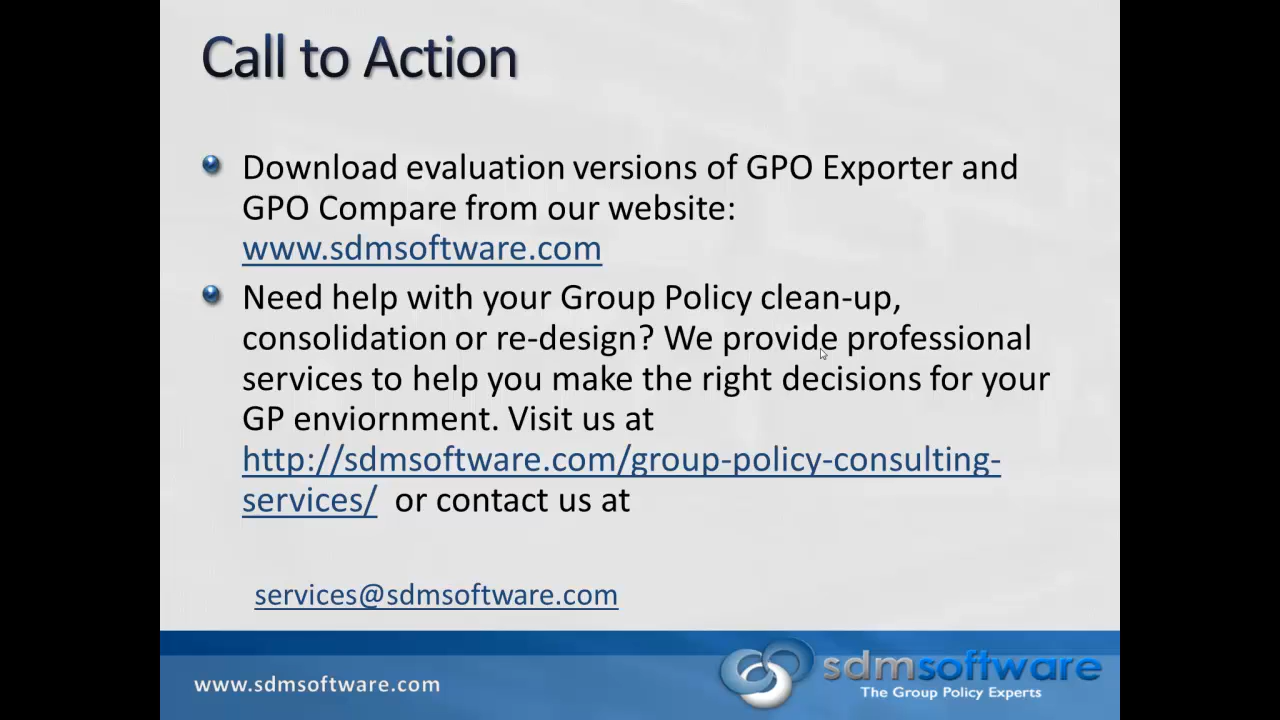 Call to Action
Download evaluation versions of GPO Exporter and
GPO Compare from our website:
www.sdmsoftware.com
Need help with your Group Policy clean-up,
consolidation or re-design? We provide professional
services to help you make the right decisions for your
GP enviornment. Visit us at
http://sdmsoftware.com/group-policy-consulting-
services/ or contact us at
services@sdmsoftware.com
www.sdmsoftware.com
sdmsoftware
The Group Policy Experts